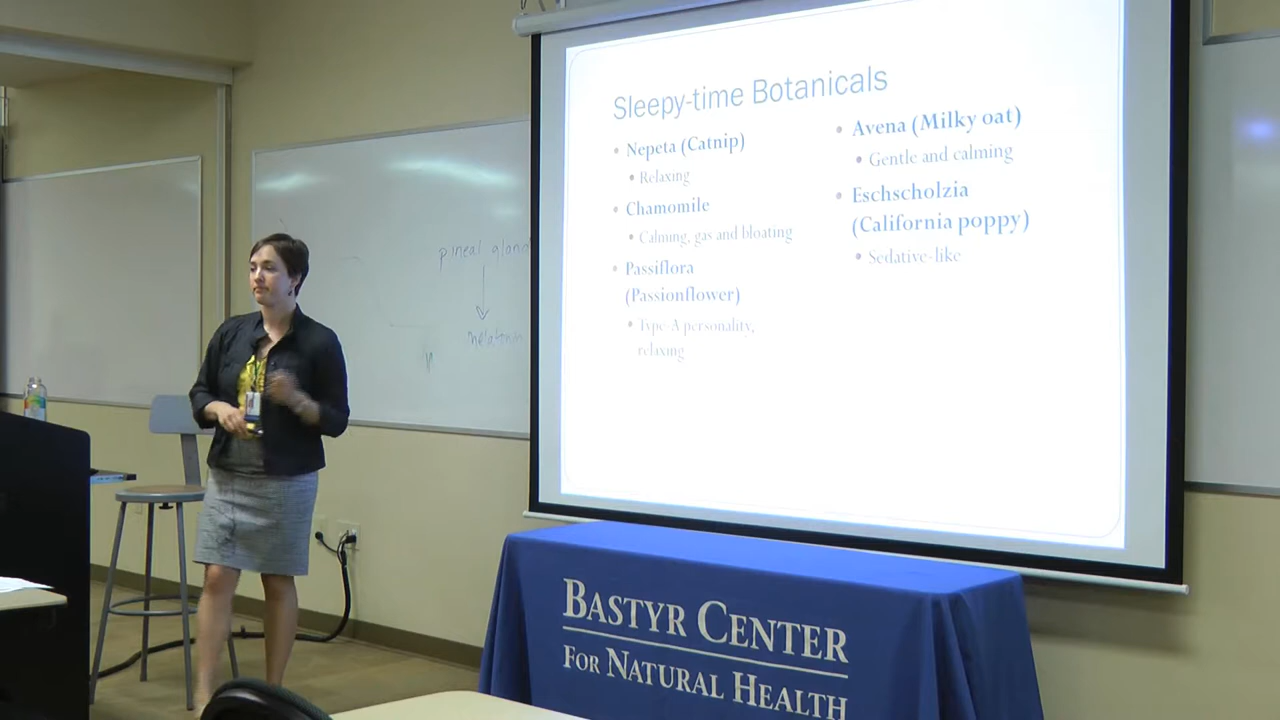 Sleepy-time Botanicals
• Nepeta (Catnip)
• Relaxing
• Chamomile
• Calming, gas and bloating
• Passiflora
(Passionflower)
• Type-A personality,
relaxing
• Avena (Milky oat)
• Gentle and calming
• Eschscholzia
(California poppy)
• Sedative-like
pineal gland
melatonin
BASTYR CENTER
FOR NATURAL HEALTH